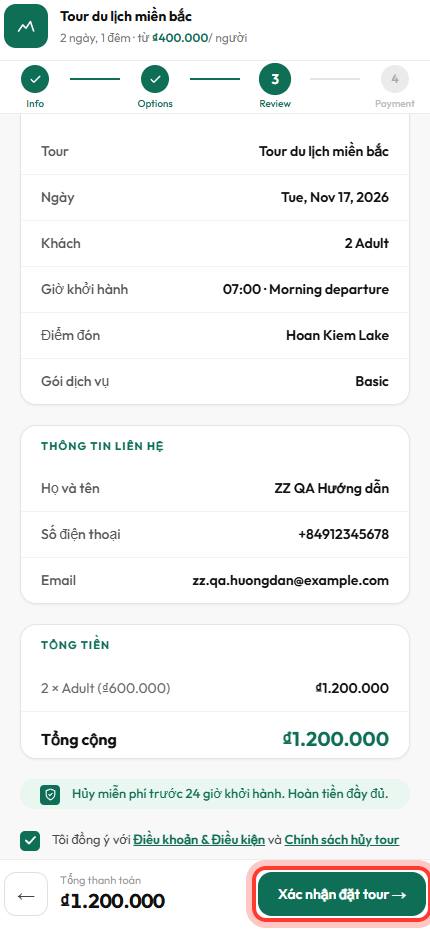 Tour du lịch miền bắc
2 ngày, 1 đêm · từ ₫400.000/ người
3
4
Info
Options
Review
Payment
Tour
Tour du lịch miền bắc
Ngày
Tue, Nov 17, 2026
Khách
2 Adult
Giờ khởi hành
07:00 · Morning departure
Điểm đón
Hoan Kiem Lake
Gói dịch vụ
Basic
THÔNG TIN LIÊN HỆ
Họ và tên
ZZ QA Hướng dẫn
Số điện thoại
+84912345678
Email
zz.qa.huongdan@example.com
TỔNG TIỀN
2 × Adult (₫600.000)
₫1.200.000
Tổng cộng
₫1.200.000
Hủy miễn phí trước 24 giờ khởi hành. Hoàn tiền đầy đủ.
Tôi đồng ý với Điều khoản & Điều kiện và Chính sách hủy tour
Tổng thanh toán
₫1.200.000
Xác nhận đặt tour →